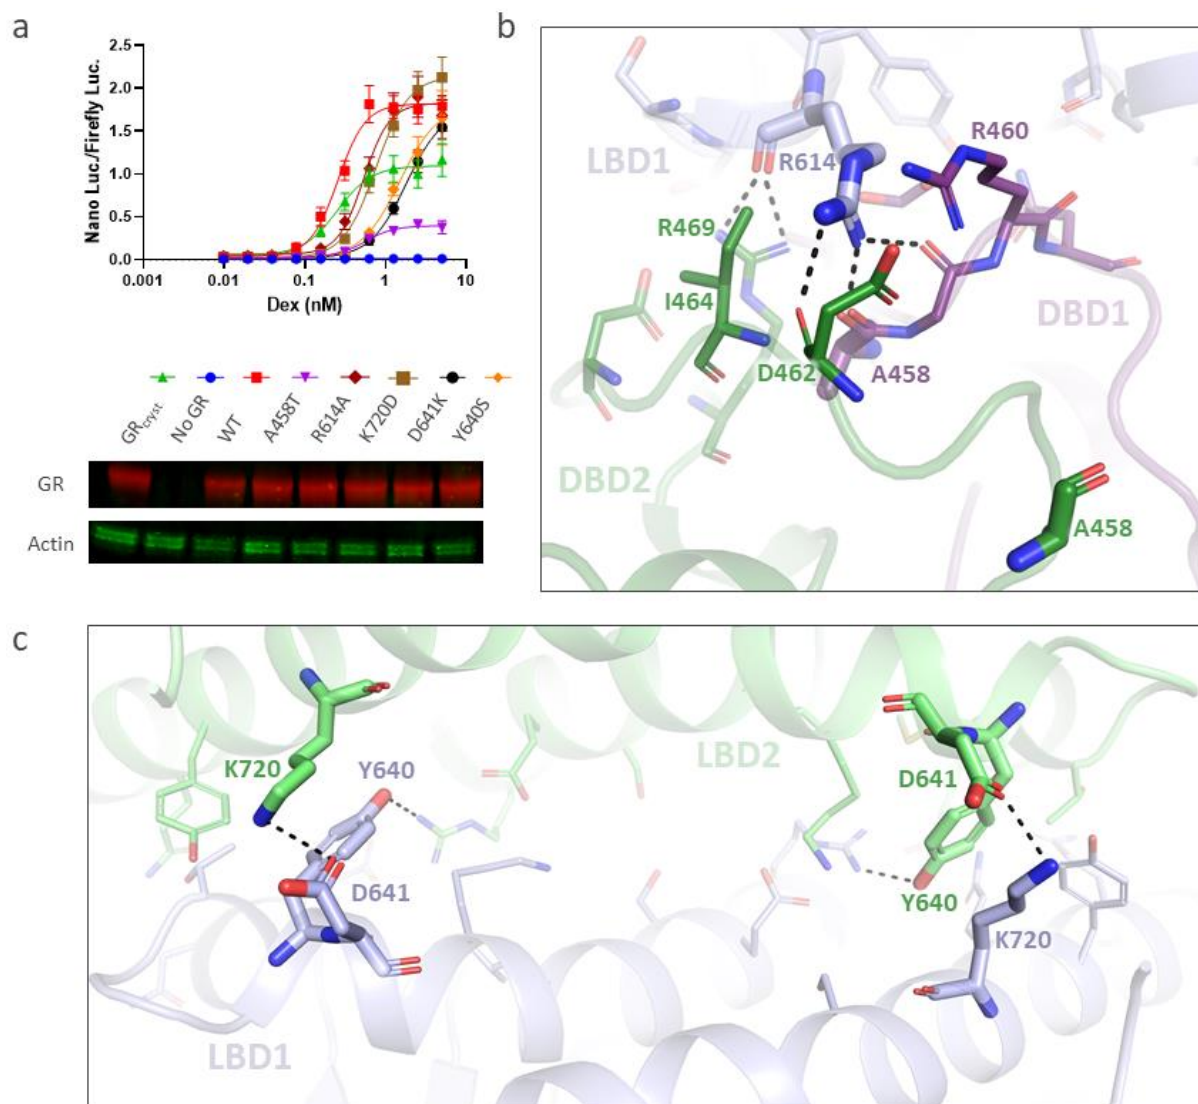 a
2.5
2.0
1.5
1.0
0.5
0.0
Nano Luc./Firefly Luc.
0.001
0.01
0.1
1
10
Dex (nM)
GRcryst.
No GR
WT
A458T
R614A
K720D
D641K
Y640S
GR
Actin
b
LBD1
R614
R460
R469
I464
DBD1
D462
A458
DBD2
A458
c
K720
Y640
LBD2
D641
D641
Y640
K720
LBD1